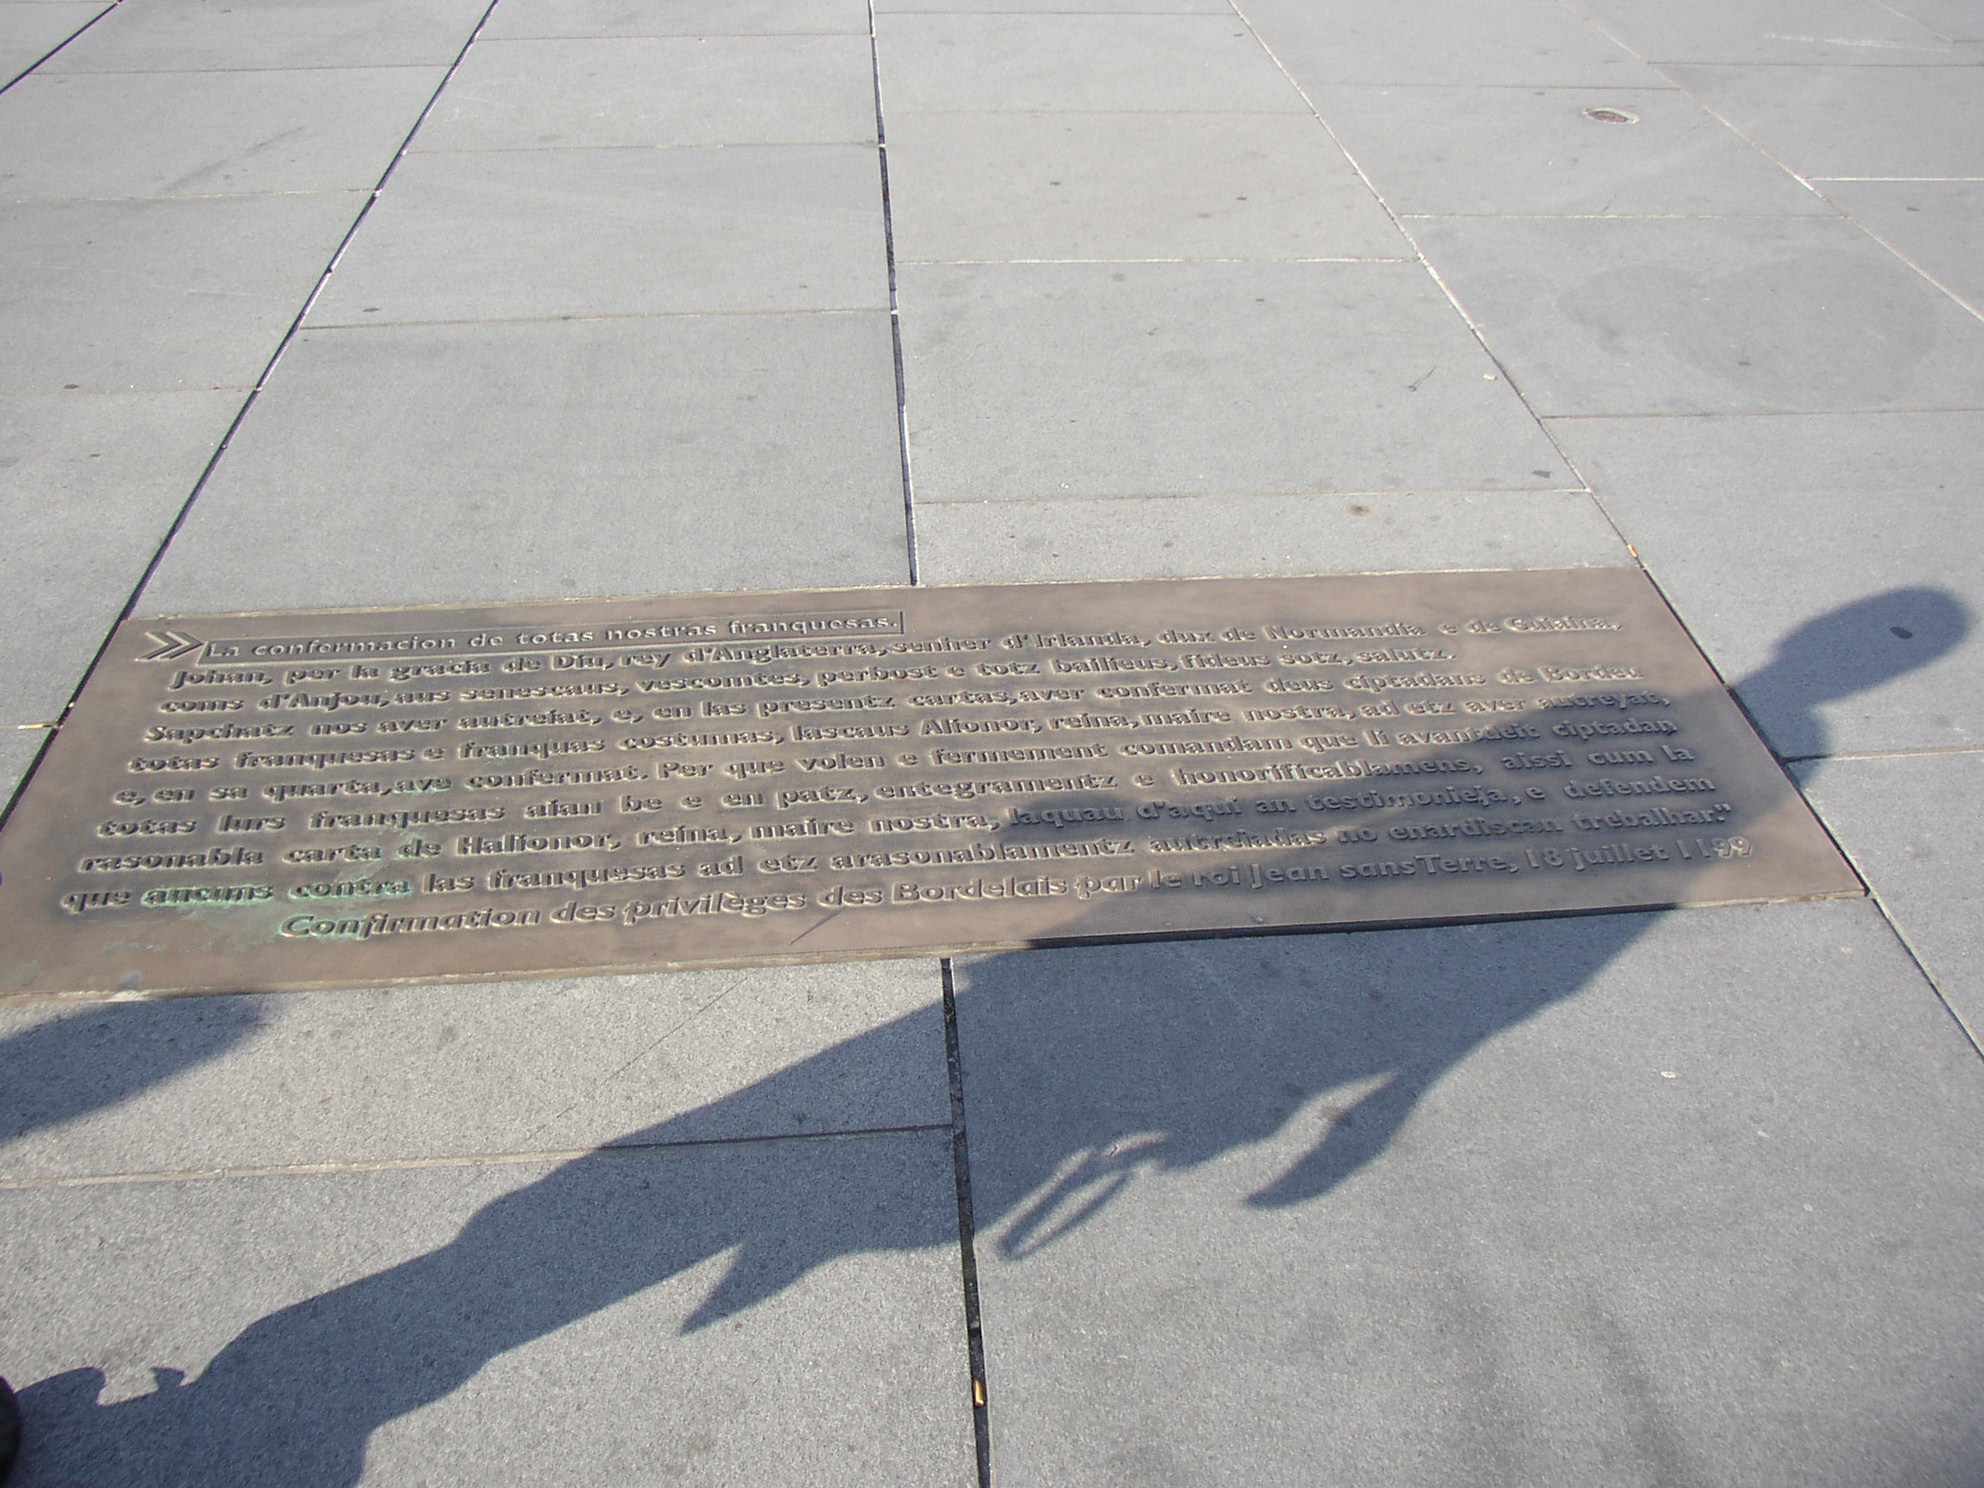 La confermacion de totas nostras franquesas.
Johan, per la gracia de Diu, rey d'Anglaterra, senher d'Irlanda, dux de Normandia e de Guiaina,
coms d'Anjou, aus senescaus, vescomtes, perbost e totz bailieus, fideus sotz, salutz.
Sapchatz nos aver autreiat, e, en las presentz cartas, aver confermat deus ciptadans de Bordeu
totas franquesas e franquas costumas, lascaus Alionor, reina, maire nostra, ad etz aver autreyat,
e, en sa quarta, ave confermat. Per que volen e fermement comandam que li avantdeit ciptadan
totas lurs franquesas aian be e en patz, entegramentz e honorificablamens, aissi cum la
rasonabla carta de Halionor, reina, maire nostra, laquau d'aqui an testimonieja, e defendem
que aucuns contra las franquesas ad etz arasonablamentz autreiadas no enardiscan trebalhar."
Confirmation des privilèges des Bordelais par le roi Jean sans Terre, 18 juillet 1199